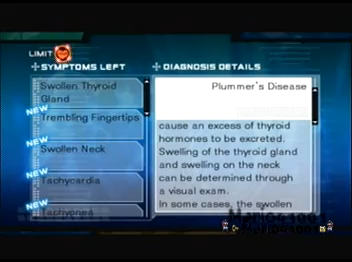 LIMIT
SYMPTOMS LEFT
DIAGNOSIS DETAILS
Swollen Thyroid
Gland
NEW
Trembling Fingertips
NEW
Swollen Neck
NEW
Tachycardia
NEW
Tachypnea
Plummer's Disease
cause an excess of thyroid
hormones to be excreted.
Swelling of the thyroid gland
and swelling on the neck
can be determined through
a visual exam.
In some cases, the swollen